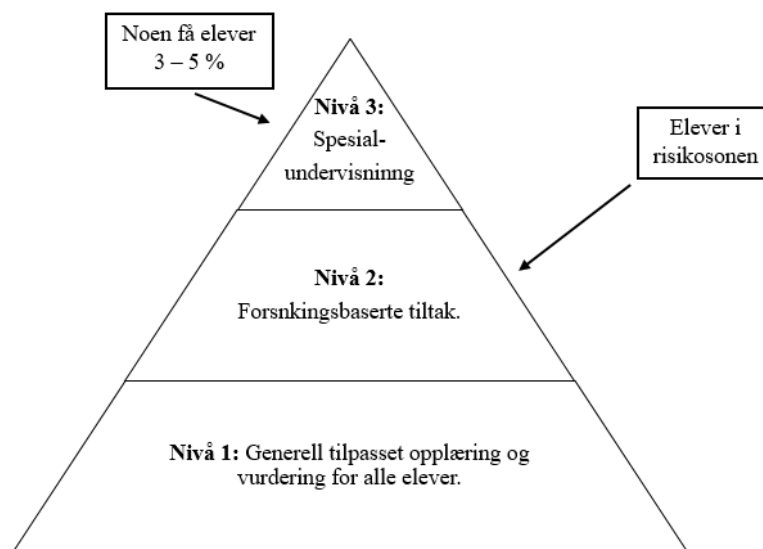 Noen få elever
3 – 5 %
Nivå 3:
Spesial-
undervisninng
Elever i
risikosonen
Nivå 2:
Forsnkingsbaserte tiltak.
Nivå 1: Generell tilpasset opplæring og
vurdering for alle elever.